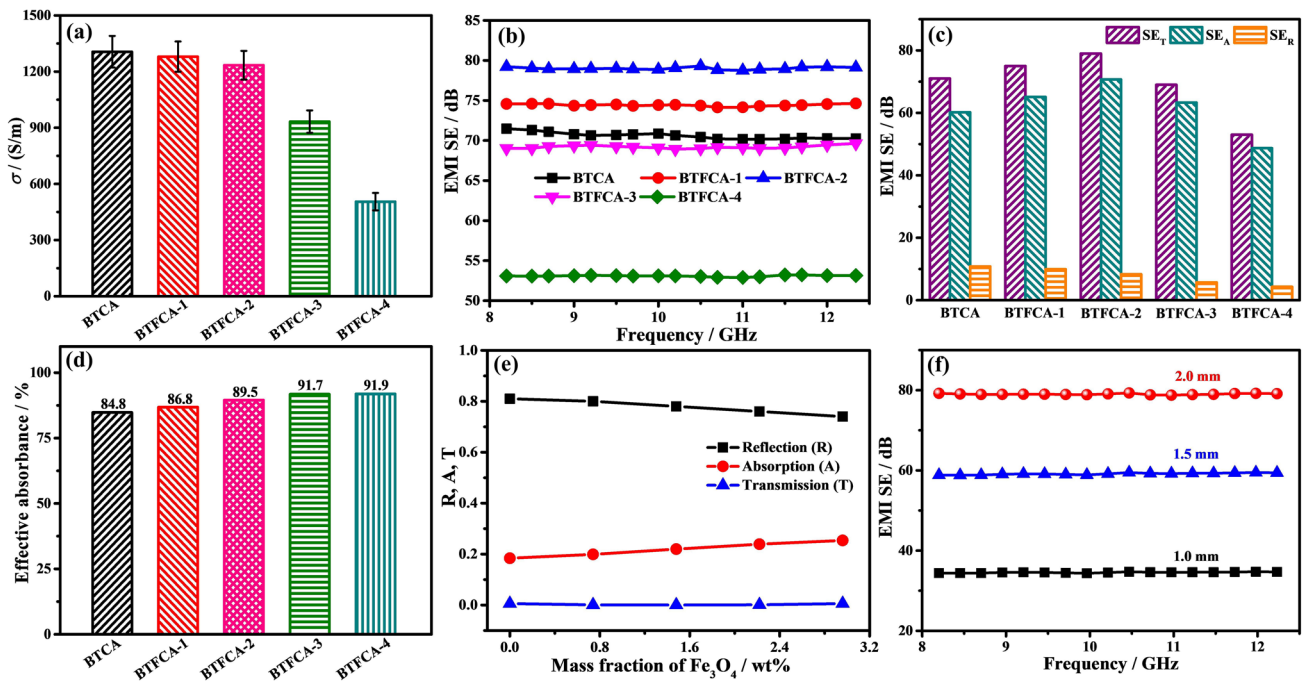 (a)
σ / (S/m)
1500
1200
900
600
300
0
BTCA
BTFCA-1
BTFCA-2
BTFCA-3
BTFCA-4
(b)
EMI SE / dB
85
80
75
70
65
60
55
50
BTCA
BTFCA-1
BTFCA-2
BTFCA-3
BTFCA-4
8 9 10 11 12
Frequency / GHz
(c)
SE_T SE_A SE_R
EMI SE / dB
80
60
40
20
0
BTCA BTFCA-1 BTFCA-2 BTFCA-3 BTFCA-4
(d)
Effective absorbance / %
100
75
50
25
0
84.8 86.8 89.5 91.7 91.9
BTCA
BTFCA-1
BTFCA-2
BTFCA-3
BTFCA-4
(e)
R, A, T
1.0
0.8
0.6
0.4
0.2
0.0
Reflection (R)
Absorption (A)
Transmission (T)
0.0 0.8 1.6 2.4 3.2
Mass fraction of Fe₃O₄ / wt%
(f)
EMI SE / dB
80
60
40
20
2.0 mm
1.5 mm
1.0 mm
8 9 10 11 12
Frequency / GHz